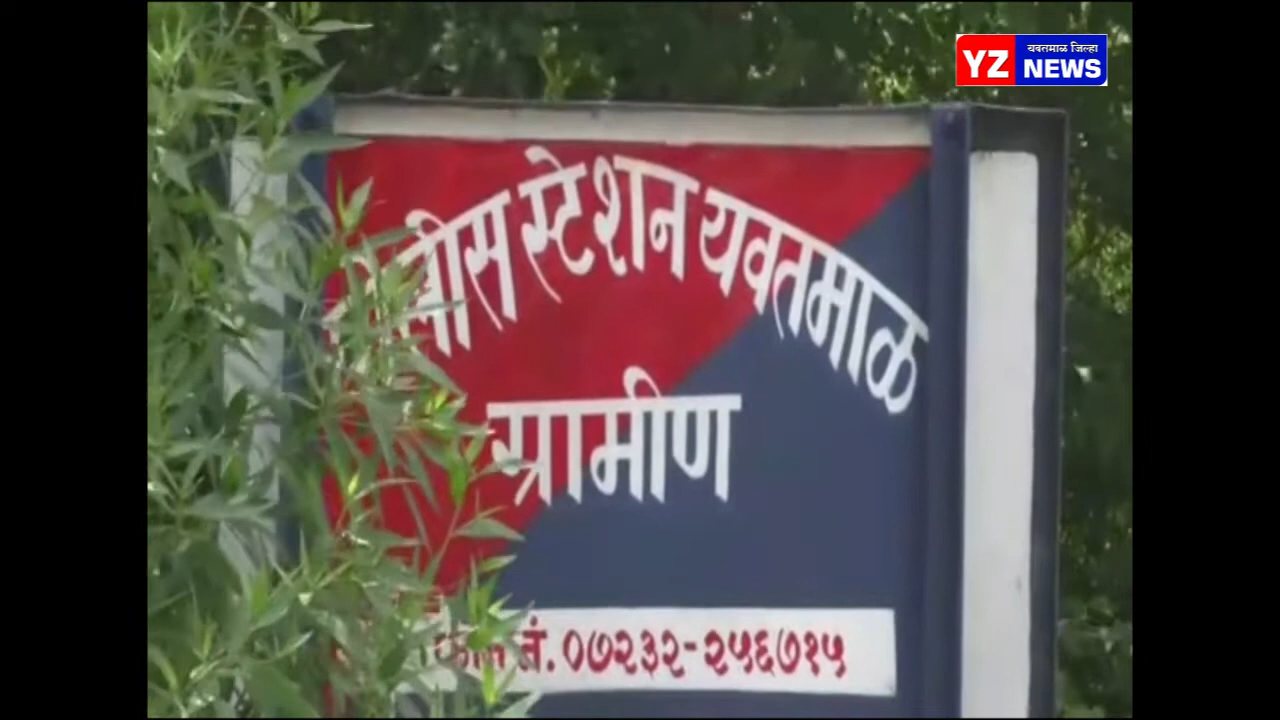 यवतमाळ जिल्हा
YZ NEWS
स्टेशन यवतमाळ
ग्रामीण
नं. ०७२३२-२५६७१५